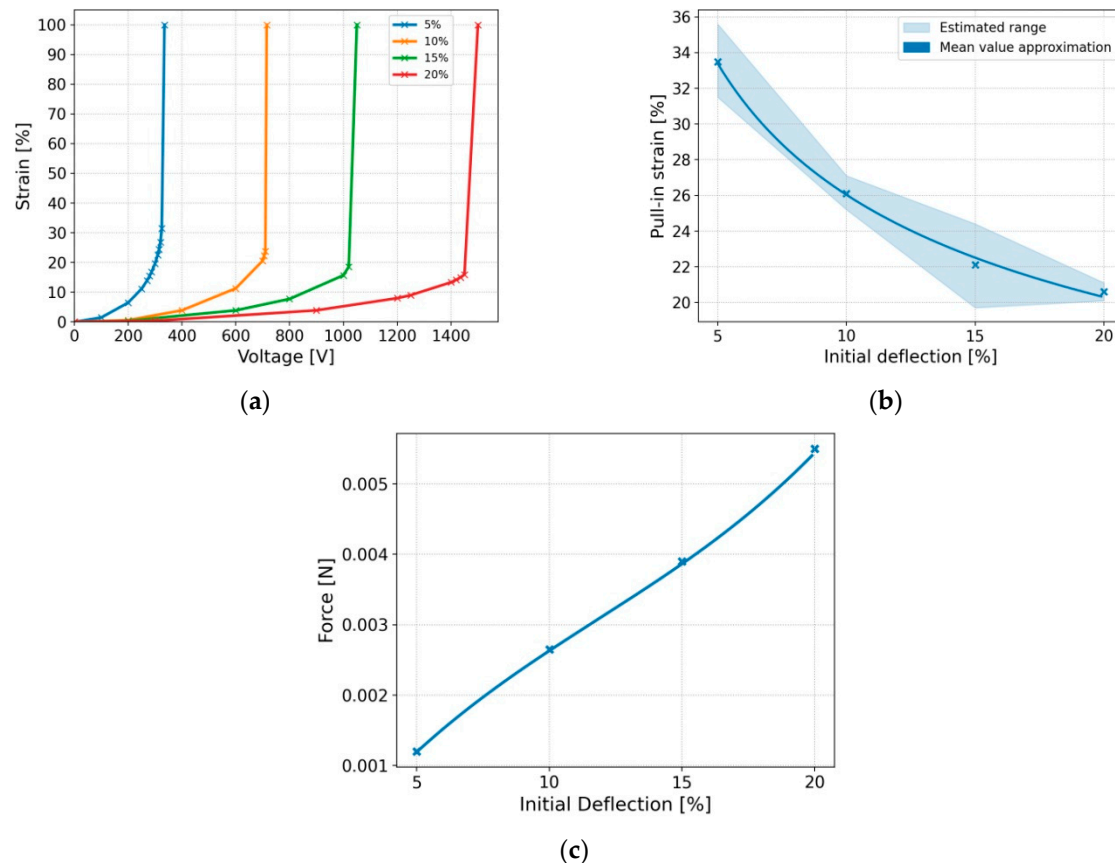 100
90
80
70
60
50
40
30
20
10
0
Strain [%]
5%
10%
15%
20%
0 200 400 600 800 1000 1200 1400
Voltage [V]
(a)
36
34
32
30
28
26
24
22
20
Pull-in strain [%]
Estimated range
Mean value approximation
5 10 15 20
Initial deflection [%]
(b)
0.005
0.004
0.003
0.002
0.001
Force [N]
5 10 15 20
Initial Deflection [%]
(c)